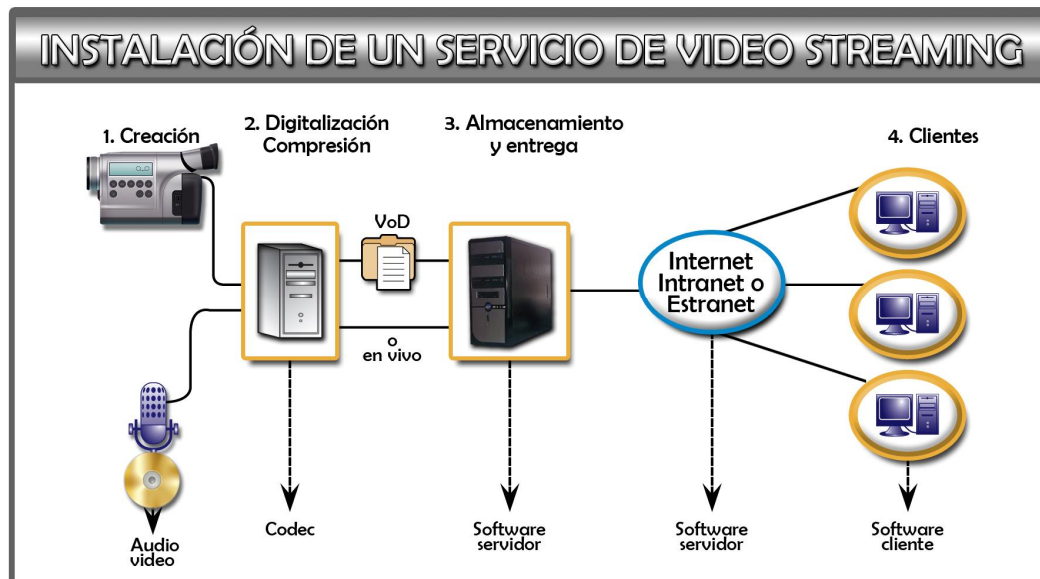 INSTALACIÓN DE UN SERVICIO DE VIDEO STREAMING
1. Creación
2. Digitalización
Compresión
3. Almacenamiento
y entrega
4. Clientes
VoD
o
en vivo
Internet
Intranet o
Estranet
Audio
video
Codec
Software
servidor
Software
servidor
Software
cliente